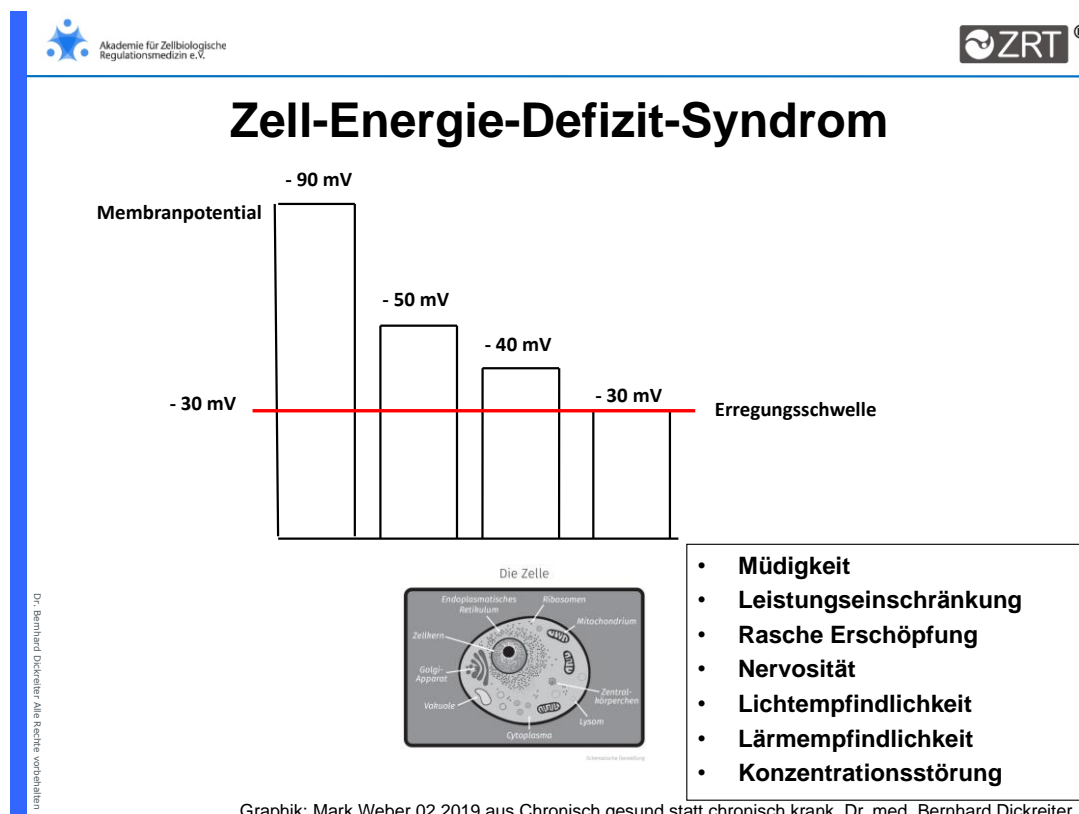 Akademie für Zellbiologische
Regulationsmedizin e.V.
ZRT®
Zell-Energie-Defizit-Syndrom
- 90 mV
Membranpotential
- 50 mV
- 40 mV
- 30 mV
- 30 mV
Erregungsschwelle
Die Zelle
Endoplasmatisches
Retikulum
Ribosomen
Mitochondrium
Zellkern
Golgi-
Apparat
Zentral-
körperchen
Vakuole
Lysom
Cytoplasma
Schematische Darstellung
• Müdigkeit
• Leistungseinschränkung
• Rasche Erschöpfung
• Nervosität
• Lichtempfindlichkeit
• Lärmempfindlichkeit
• Konzentrationsstörung
Dr. Bernhard Dickreiter Alle Rechte vorbehalten
Graphik: Mark Weber 02.2019 aus Chronisch gesund statt chronisch krank, Dr. med. Bernhard Dickreiter